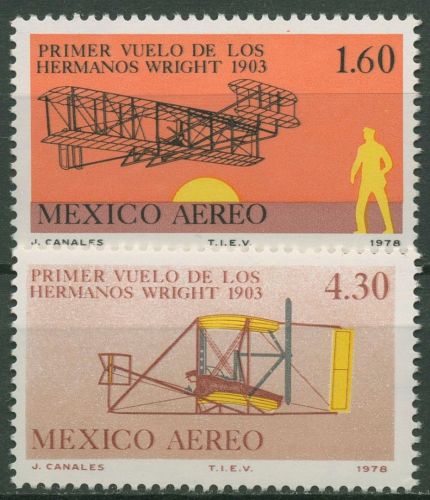 PRIMER VUELO DE LOS
HERMANOS WRIGHT 1903
1.60
MEXICO AEREO
J. CANALES T.I.E.V. 1978
PRIMER VUELO DE LOS
HERMANOS WRIGHT 1903
4.30
MEXICO AEREO
J. CANALES T.I.E.V. 1978